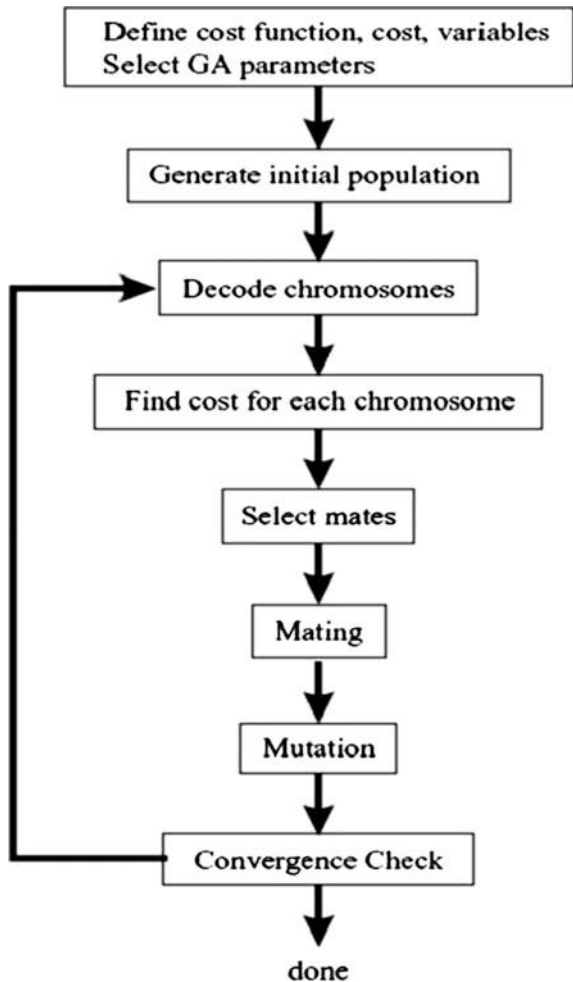 Define cost function, cost, variables
Select GA parameters
Generate initial population
Decode chromosomes
Find cost for each chromosome
Select mates
Mating
Mutation
Convergence Check
done